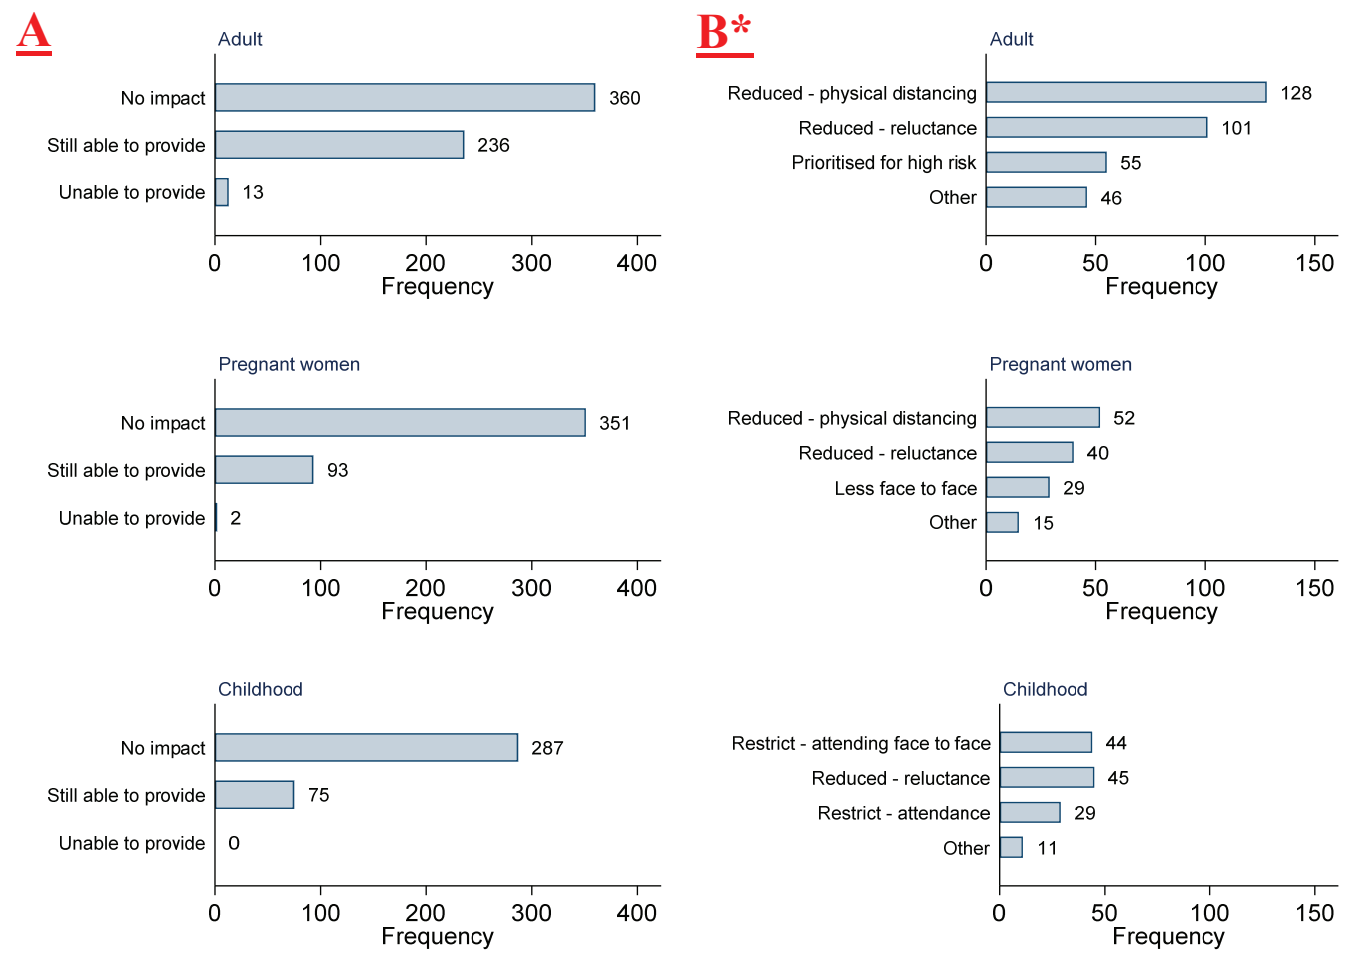 A
Adult
No impact 360
Still able to provide 236
Unable to provide 13
0 100 200 300 400
Frequency
Pregnant women
No impact 351
Still able to provide 93
Unable to provide 2
0 100 200 300 400
Frequency
Childhood
No impact 287
Still able to provide 75
Unable to provide 0
0 100 200 300 400
Frequency
B*
Adult
Reduced - physical distancing 128
Reduced - reluctance 101
Prioritised for high risk 55
Other 46
0 50 100 150
Frequency
Pregnant women
Reduced - physical distancing 52
Reduced - reluctance 40
Less face to face 29
Other 15
0 50 100 150
Frequency
Childhood
Restrict - attending face to face 44
Reduced - reluctance 45
Restrict - attendance 29
Other 11
0 50 100 150
Frequency